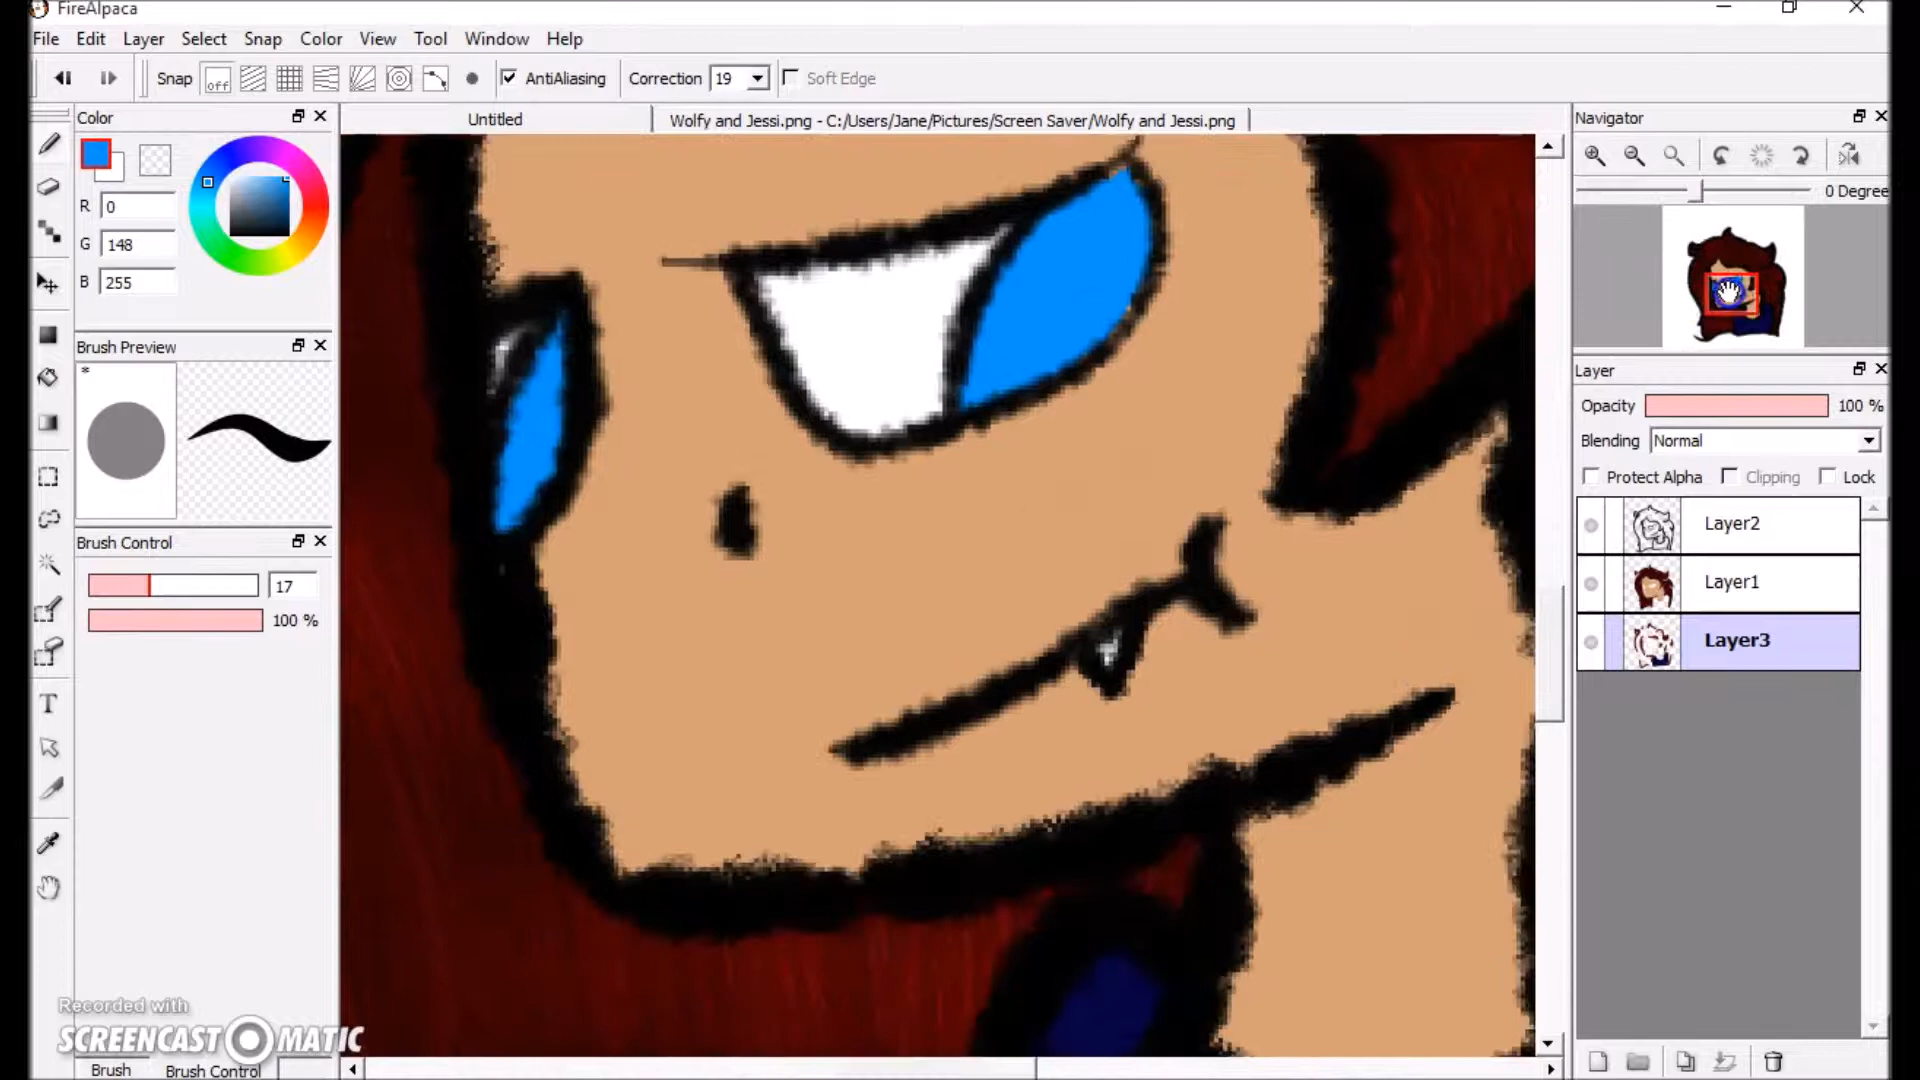 FireAlpaca
File Edit Layer Select Snap Color View Tool Window Help
Snap off AntiAliasing Correction 19 Soft Edge
Color
Untitled
Wolfy and Jessi.png - C:/Users/Jane/Pictures/Screen Saver/Wolfy and Jessi.png
Navigator
R 0
G 148
B 255
0 Degree
Brush Preview
*
Layer
Opacity 100 %
Blending Normal
Protect Alpha Clipping Lock
Layer2
Layer1
Layer3
Brush Control
17
100 %
T
Recorded with
SCREENCAST MATIC
Brush Brush Control